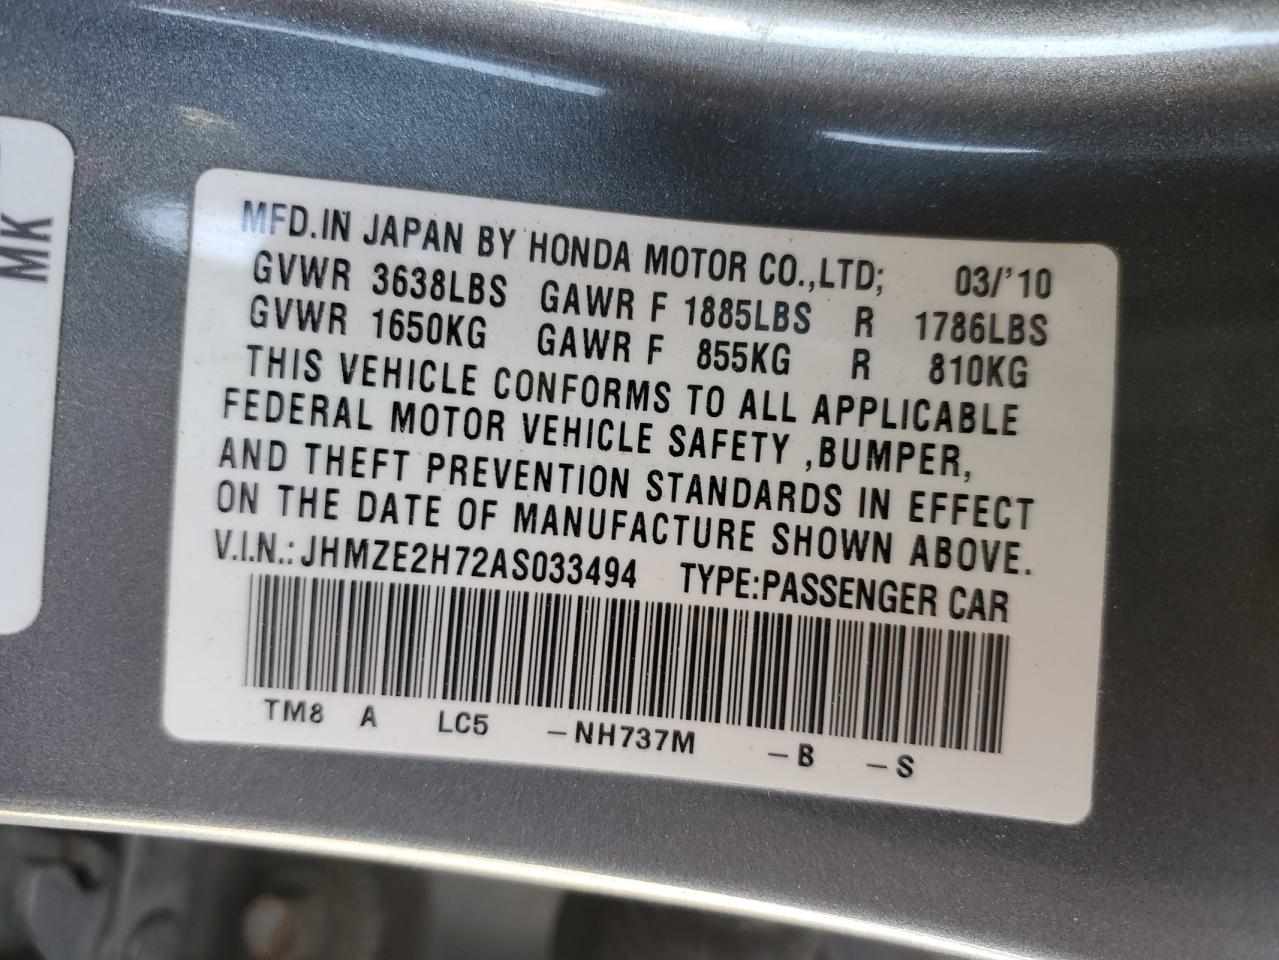 MK
MFD.IN JAPAN BY HONDA MOTOR CO.,LTD; 03/'10
GVWR 3638LBS GAWR F 1885LBS R 1786LBS
GVWR 1650KG GAWR F 855KG R 810KG
THIS VEHICLE CONFORMS TO ALL APPLICABLE
FEDERAL MOTOR VEHICLE SAFETY ,BUMPER,
AND THEFT PREVENTION STANDARDS IN EFFECT
ON THE DATE OF MANUFACTURE SHOWN ABOVE.
V.I.N.: JHMZE2H72AS033494 TYPE:PASSENGER CAR
TM8 A LC5 -NH737M -B -S